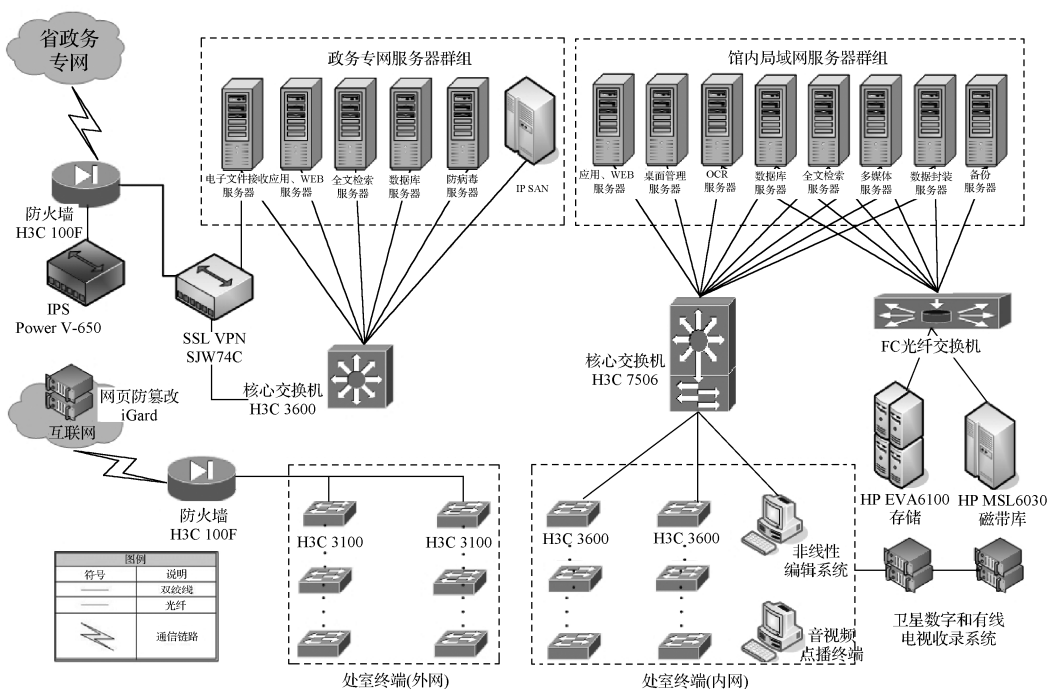 省政务
专网
防火墙
H3C 100F
IPS
Power V-650
SSL VPN
SJW74C
政务专网服务器群组
电子文件接收
服务器
应用、WEB
服务器
全文检索
服务器
数据库
服务器
防病毒
服务器
IP SAN
核心交换机
H3C 3600
馆内局域网服务器群组
应用、WEB
服务器
桌面管理
服务器
OCR
服务器
数据库
服务器
全文检索
服务器
多媒体
服务器
数据封装
服务器
备份
服务器
核心交换机
H3C 7506
FC光纤交换机
HP EVA6100
存储
HP MSL6030
磁带库
网页防篡改
iGard
互联网
防火墙
H3C 100F
H3C 3100
H3C 3100
处室终端(外网)
H3C 3600
H3C 3600
非线性
编辑系统
音视频
点播终端
处室终端(内网)
卫星数字和有线
电视收录系统
图例
符号 说明
双绞线
光纤
通信链路